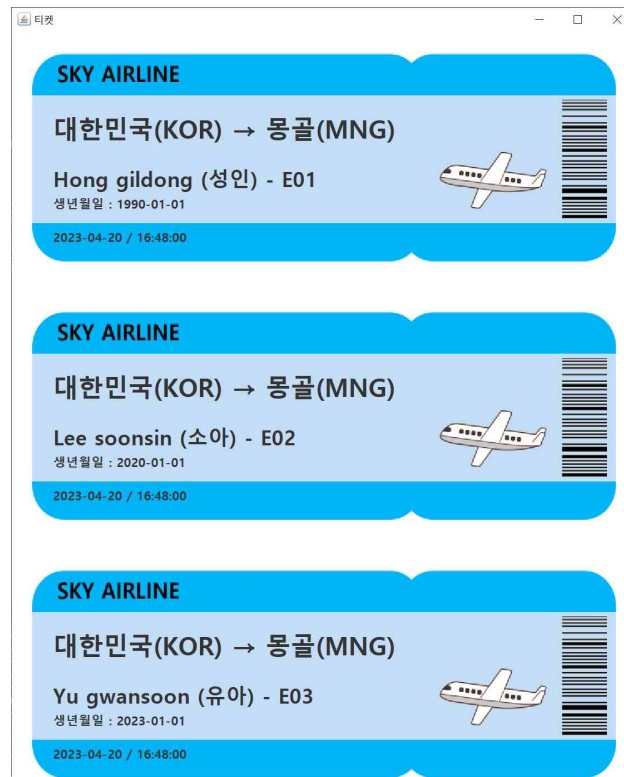 티켓
SKY AIRLINE
대한민국(KOR) → 몽골(MNG)
Hong gildong (성인) - E01
생년월일 : 1990-01-01
2023-04-20 / 16:48:00
SKY AIRLINE
대한민국(KOR) → 몽골(MNG)
Lee soonsin (소아) - E02
생년월일 : 2020-01-01
2023-04-20 / 16:48:00
SKY AIRLINE
대한민국(KOR) → 몽골(MNG)
Yu gwansoon (유아) - E03
생년월일 : 2023-01-01
2023-04-20 / 16:48:00